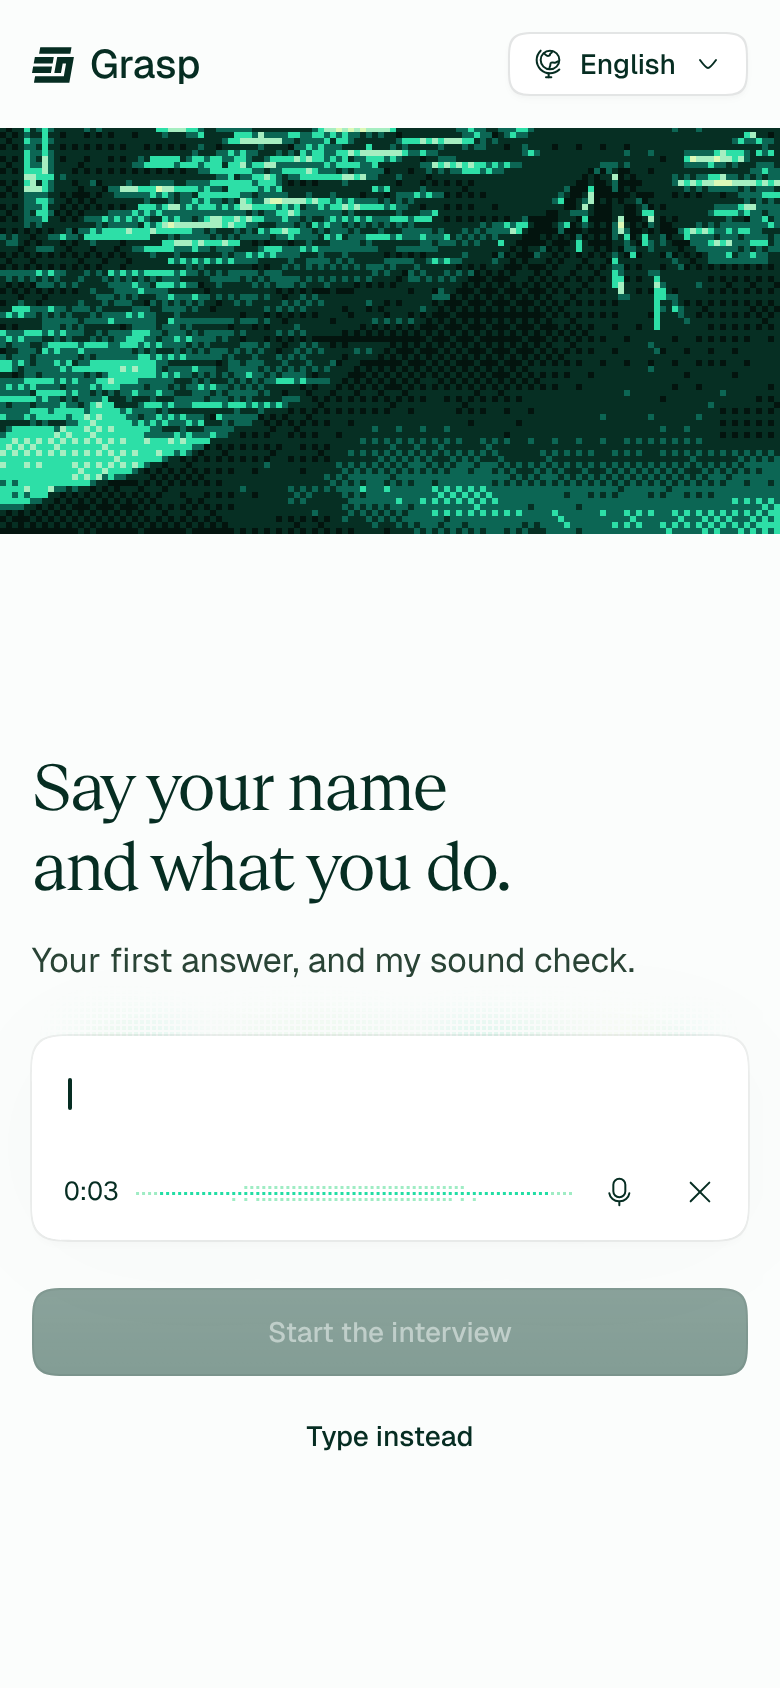 Grasp
English
Say your name
and what you do.
Your first answer, and my sound check.
0:03
Start the interview
Type instead